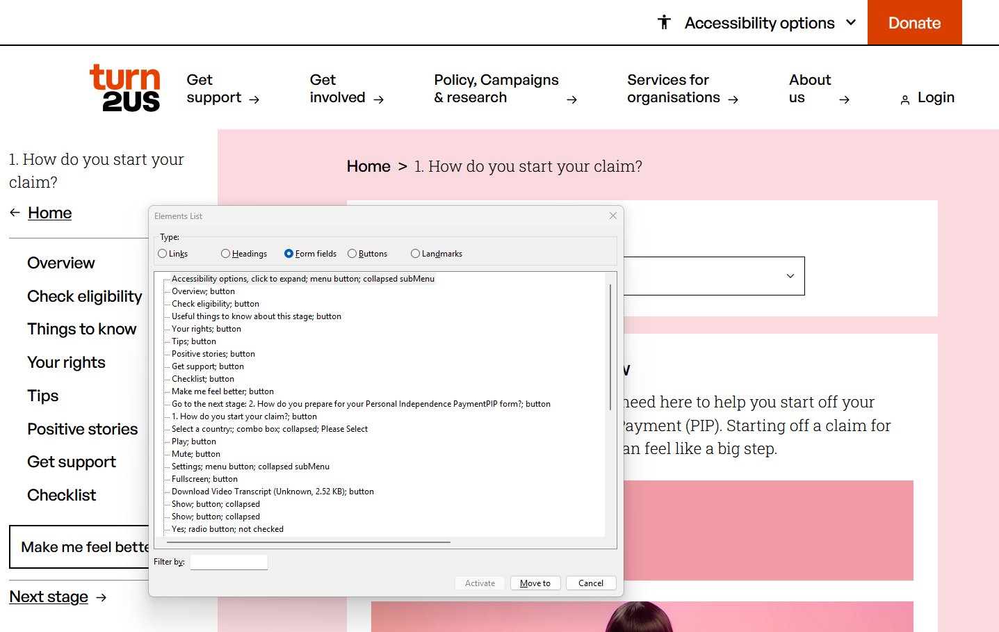 Accessibility options
Donate
turn
2us
Get
support
Get
involved
Policy, Campaigns
& research
Services for
organisations
About
us
Login
1. How do you start your
claim?
Home
Overview
Check eligibility
Things to know
Your rights
Tips
Positive stories
Get support
Checklist
Make me feel bette
Next stage
Home > 1. How do you start your claim?
Elements List
Type:
Links
Headings
Form fields
Buttons
Landmarks
Accessibility options, click to expand; menu button; collapsed subMenu
Overview; button
Check eligibility; button
Useful things to know about this stage; button
Your rights; button
Tips; button
Positive stories; button
Get support; button
Checklist; button
Make me feel better; button
Go to the next stage: 2. How do you prepare for your Personal Independence PaymentPIP form?; button
1. How do you start your claim?; button
Select a country:; combo box; collapsed; Please Select
Play; button
Mute; button
Settings; menu button; collapsed subMenu
Fullscreen; button
Download Video Transcript (Unknown, 2.52 KB); button
Show; button; collapsed
Show; button; collapsed
Yes; radio button; not checked
Filter by:
Activate
Move to
Cancel
w
need here to help you start off your
Payment (PIP). Starting off a claim for
an feel like a big step.